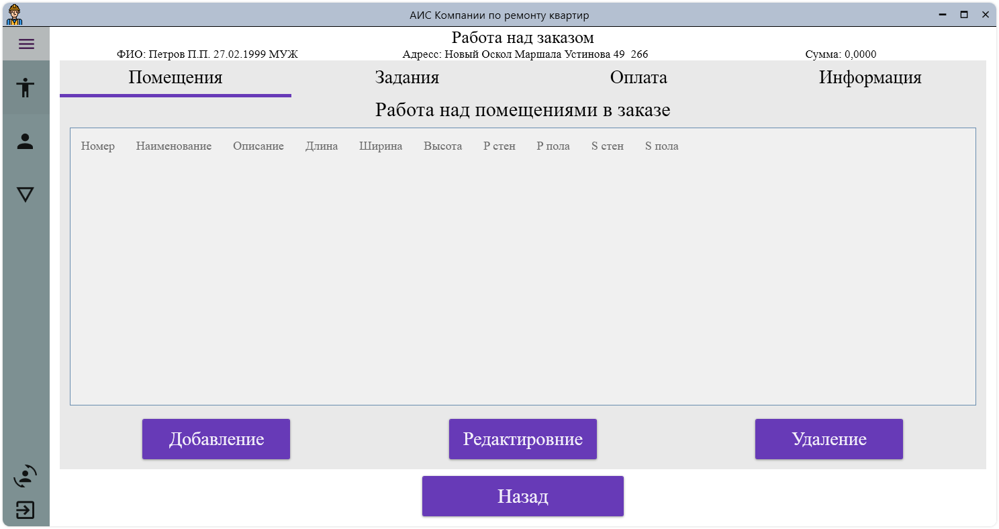 АИС Компании по ремонту квартир
Работа над заказом
ФИО: Петров П.П. 27.02.1999 МУЖ Адресс: Новый Оскол Маршала Устинова 49 266 Сумма: 0,0000
Помещения Задания Оплата Информация
Работа над помещениями в заказе
Номер Наименование Описание Длина Ширина Высота P стен P пола S стен S пола
Добавление Редактировние Удаление
Назад